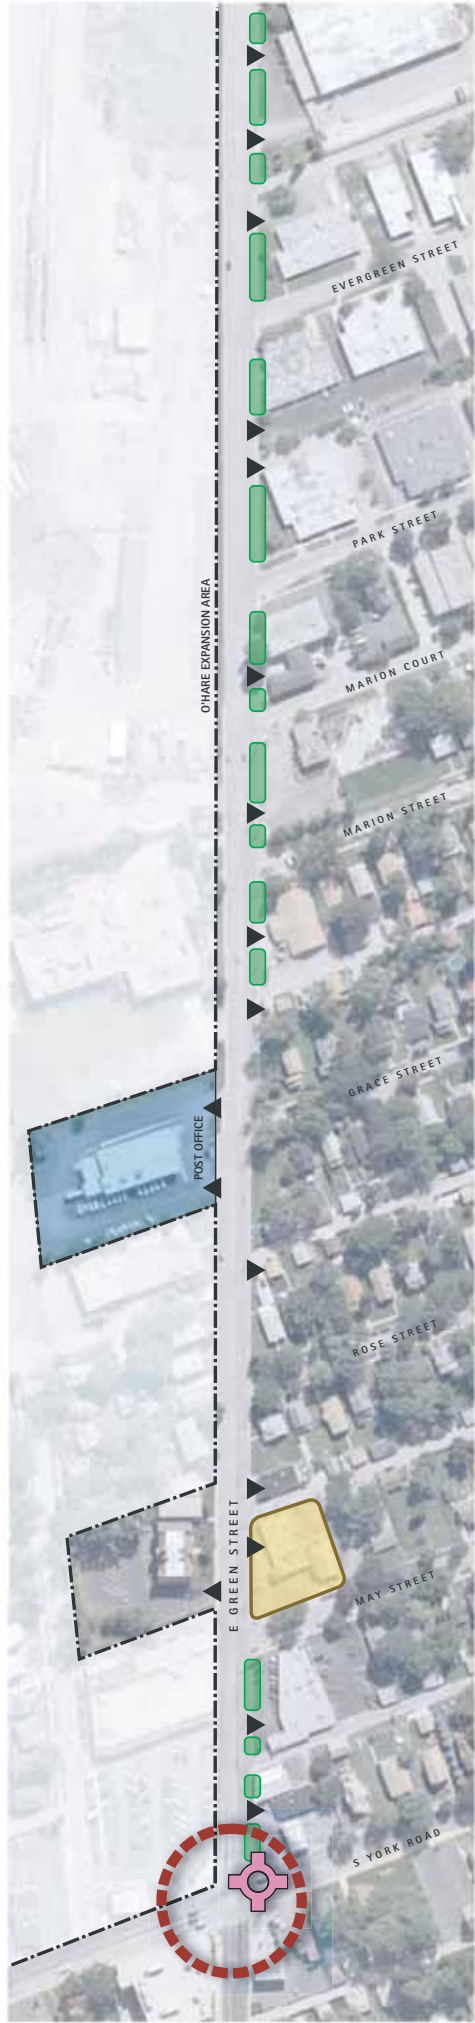 EVERGREEN STREET
PARK STREET
O'HARE EXPANSION AREA
MARION COURT
MARION STREET
GRACE STREET
POST OFFICE
ROSE STREET
E GREEN STREET
MAY STREET
S YORK ROAD